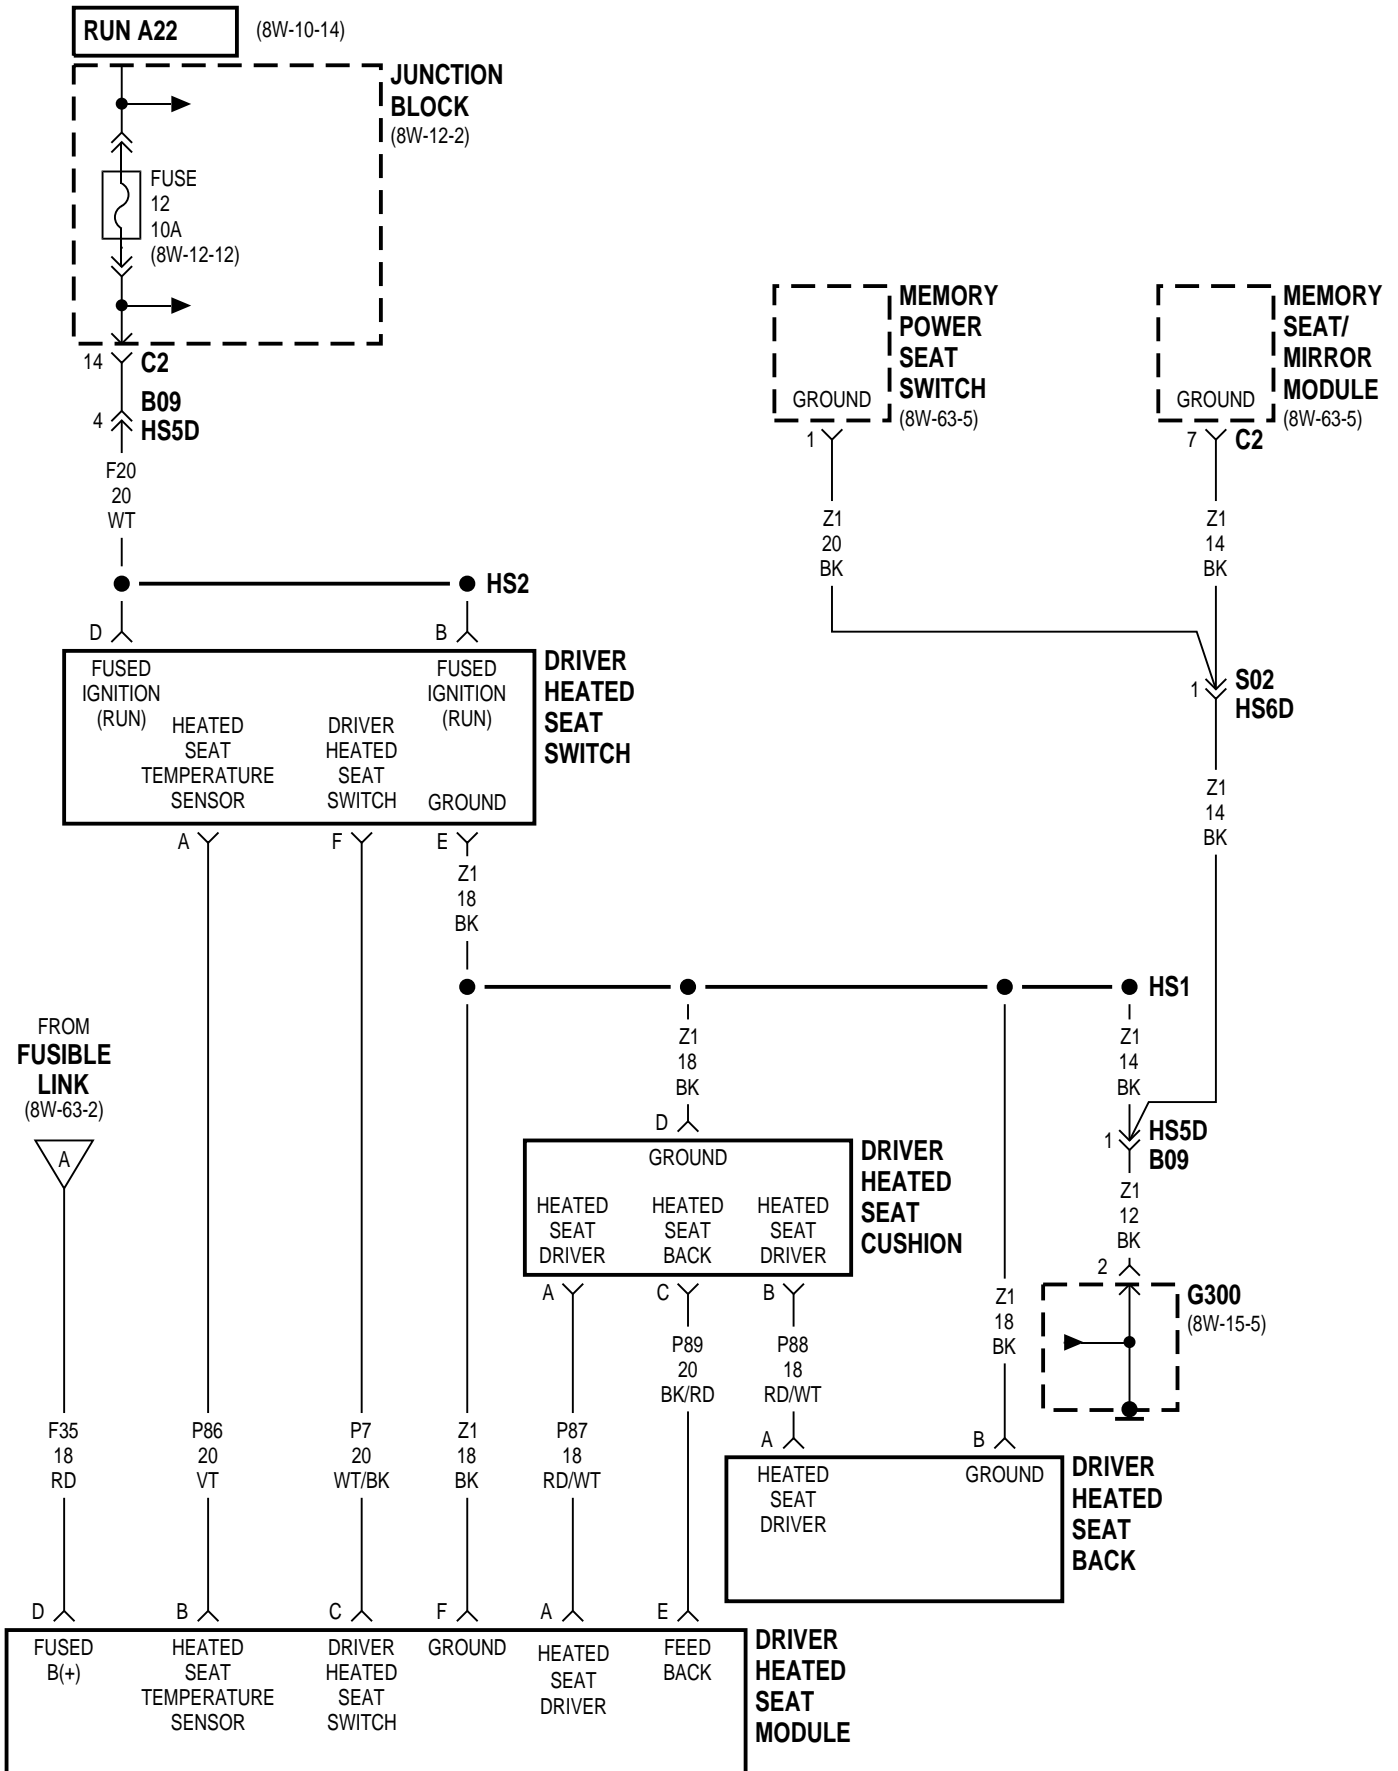 RUN A22
(8W-10-14)
JUNCTION
BLOCK
(8W-12-2)
FUSE
12
10A
(8W-12-12)
14
C2
B09
4
HS5D
F20
20
WT
HS2
D
B
FUSED
IGNITION
(RUN)
HEATED
SEAT
TEMPERATURE
SENSOR
DRIVER
HEATED
SEAT
SWITCH
FUSED
IGNITION
(RUN)
GROUND
DRIVER
HEATED
SEAT
SWITCH
A
F
E
Z1
18
BK
MEMORY
POWER
SEAT
SWITCH
(8W-63-5)
GROUND
1
Z1
20
BK
MEMORY
SEAT/
MIRROR
MODULE
(8W-63-5)
GROUND
7
C2
Z1
14
BK
1
S02
HS6D
Z1
14
BK
HS1
Z1
18
BK
Z1
14
BK
FROM
FUSIBLE
LINK
(8W-63-2)
A
D
GROUND
HEATED
SEAT
DRIVER
HEATED
SEAT
BACK
HEATED
SEAT
DRIVER
DRIVER
HEATED
SEAT
CUSHION
1
HS5D
B09
Z1
12
BK
2
G300
(8W-15-5)
A
C
B
P89
20
BK/RD
P88
18
RD/WT
Z1
18
BK
F35
18
RD
P86
20
VT
P7
20
WT/BK
Z1
18
BK
P87
18
RD/WT
A
B
HEATED
SEAT
DRIVER
GROUND
DRIVER
HEATED
SEAT
BACK
D
B
C
F
A
E
FUSED
B(+)
HEATED
SEAT
TEMPERATURE
SENSOR
DRIVER
HEATED
SEAT
SWITCH
GROUND
HEATED
SEAT
DRIVER
FEED
BACK
DRIVER
HEATED
SEAT
MODULE